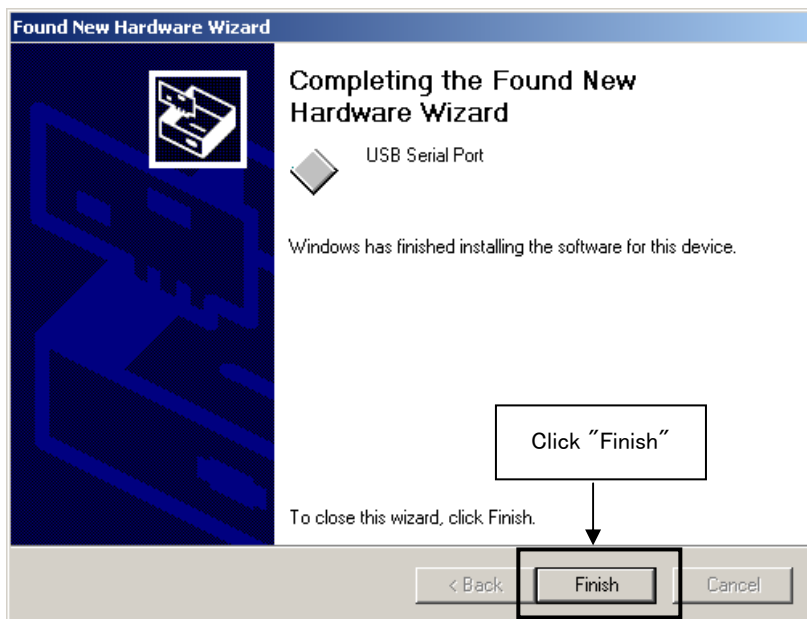 Found New Hardware Wizard
Completing the Found New
Hardware Wizard
USB Serial Port
Windows has finished installing the software for this device.
Click "Finish"
To close this wizard, click Finish.
< Back
Finish
Cancel